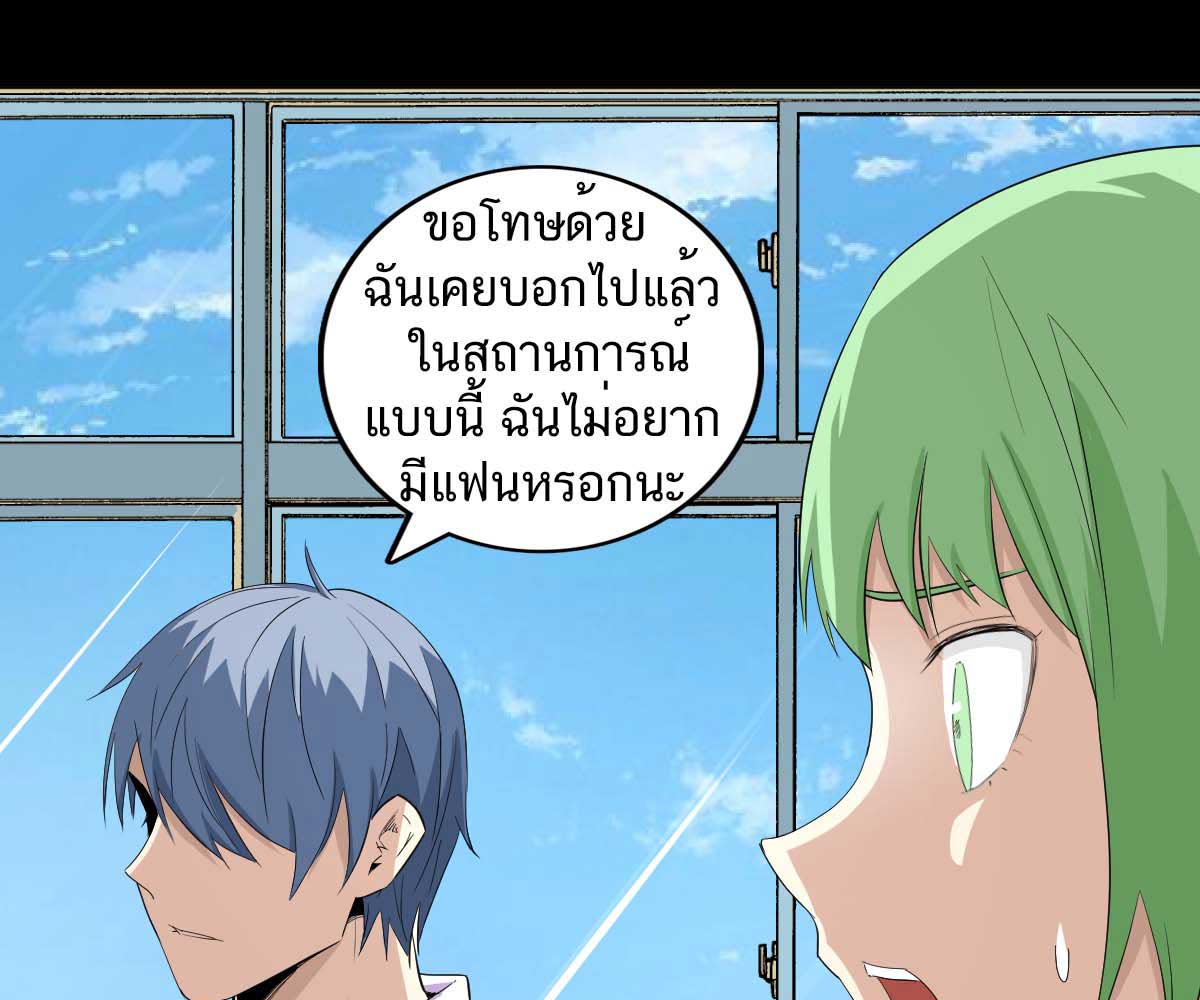 ขอโทษด้วย
ฉันเคยบอกไปแล้ว
ในสถานการณ์
แบบนี้ ฉันไม่อยาก
มีแฟนหรอกนะ